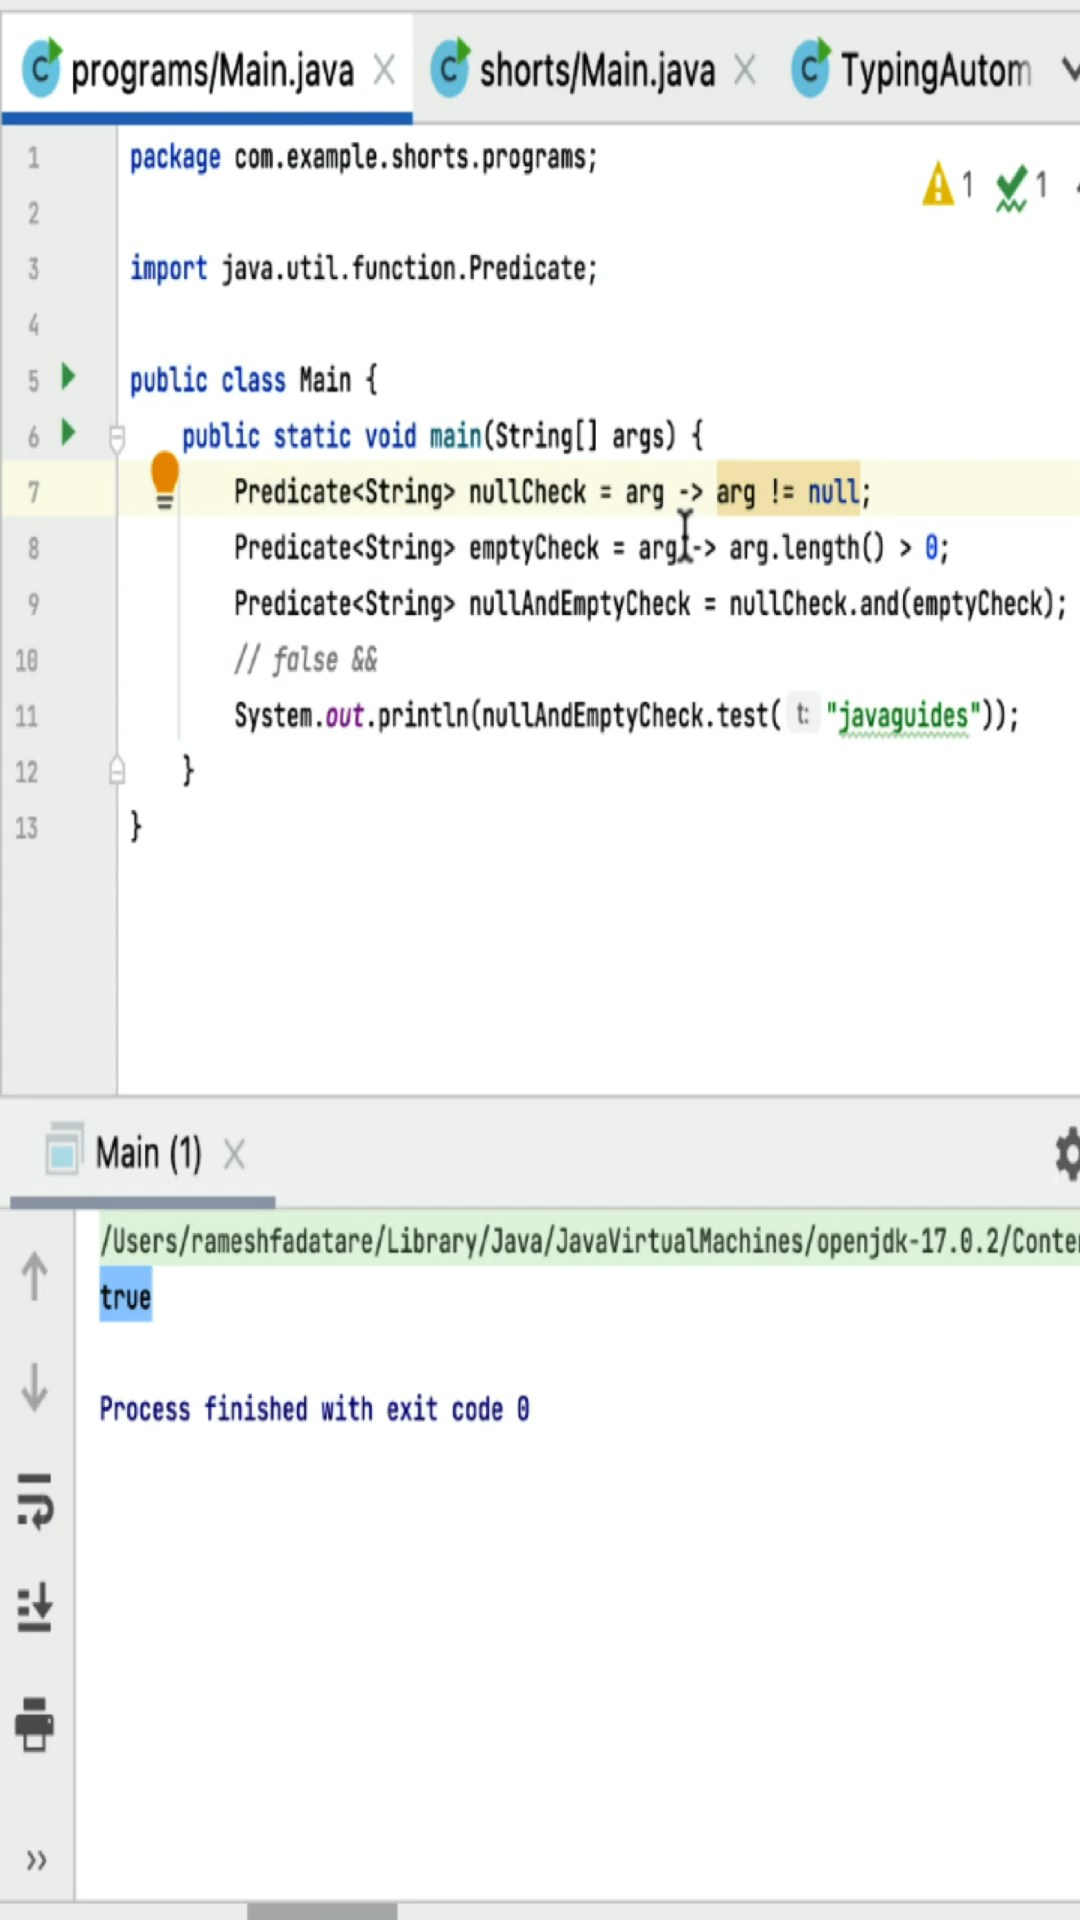 programs/Main.java shorts/Main.java TypingAutom
1 package com.example.shorts.programs;
1 1
2
3 import java.util.function.Predicate;
4
5 public class Main {
6 public static void main(String[] args) {
7 Predicate<String> nullCheck = arg -> arg != null;
8 Predicate<String> emptyCheck = arg -> arg.length() > 0;
9 Predicate<String> nullAndEmptyCheck = nullCheck.and(emptyCheck);
10 // false &&
11 System.out.println(nullAndEmptyCheck.test( t: "javaguides"));
12 }
13 }
Main (1)
/Users/rameshfadatare/Library/Java/JavaVirtualMachines/openjdk-17.0.2/Conte
true
Process finished with exit code 0